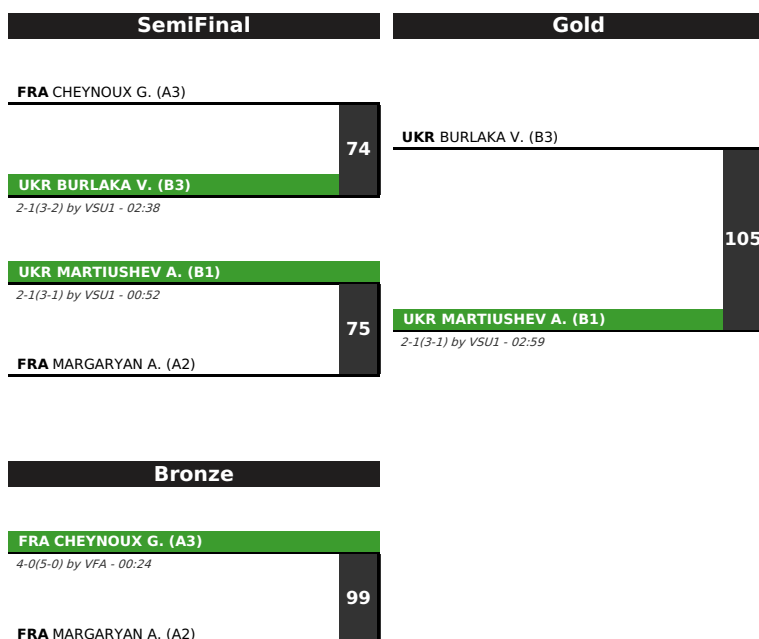 SemiFinal
FRA CHEYNOUX G. (A3)
74
UKR BURLAKA V. (B3)
2-1(3-2) by VSU1 - 02:38
UKR MARTIUSHEV A. (B1)
2-1(3-1) by VSU1 - 00:52
75
FRA MARGARYAN A. (A2)
Gold
UKR BURLAKA V. (B3)
105
UKR MARTIUSHEV A. (B1)
2-1(3-1) by VSU1 - 02:59
Bronze
FRA CHEYNOUX G. (A3)
4-0(5-0) by VFA - 00:24
99
FRA MARGARYAN A. (A2)